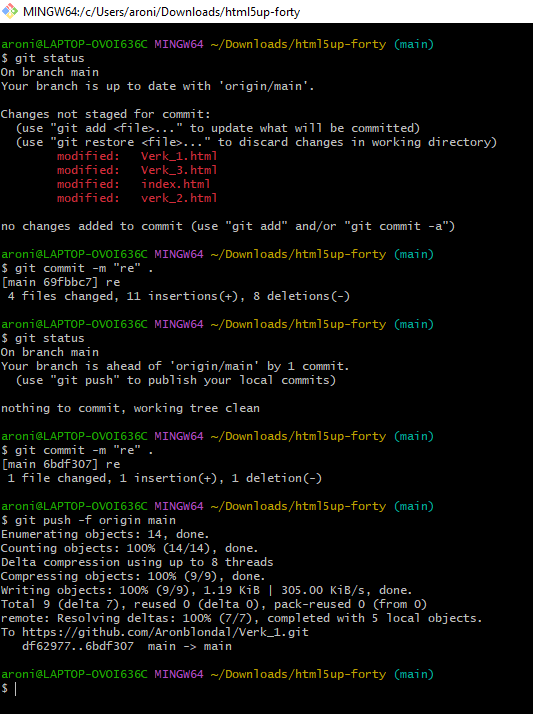 MINGW64:/c/Users/aroni/Downloads/html5up-forty
aroni@LAPTOP-OVOI636C MINGW64 ~/Downloads/html5up-forty (main)
$ git status
On branch main
Your branch is up to date with 'origin/main'.
Changes not staged for commit:
  (use "git add <file>..." to update what will be committed)
  (use "git restore <file>..." to discard changes in working directory)
        modified:   Verk_1.html
        modified:   Verk_3.html
        modified:   index.html
        modified:   verk_2.html
no changes added to commit (use "git add" and/or "git commit -a")
aroni@LAPTOP-OVOI636C MINGW64 ~/Downloads/html5up-forty (main)
$ git commit -m "re" .
[main 69fbbc7] re
 4 files changed, 11 insertions(+), 8 deletions(-)
aroni@LAPTOP-OVOI636C MINGW64 ~/Downloads/html5up-forty (main)
$ git status
On branch main
Your branch is ahead of 'origin/main' by 1 commit.
  (use "git push" to publish your local commits)
nothing to commit, working tree clean
aroni@LAPTOP-OVOI636C MINGW64 ~/Downloads/html5up-forty (main)
$ git commit -m "re" .
[main 6bdf307] re
 1 file changed, 1 insertion(+), 1 deletion(-)
aroni@LAPTOP-OVOI636C MINGW64 ~/Downloads/html5up-forty (main)
$ git push -f origin main
Enumerating objects: 14, done.
Counting objects: 100% (14/14), done.
Delta compression using up to 8 threads
Compressing objects: 100% (9/9), done.
Writing objects: 100% (9/9), 1.19 KiB | 305.00 KiB/s, done.
Total 9 (delta 7), reused 0 (delta 0), pack-reused 0 (from 0)
remote: Resolving deltas: 100% (7/7), completed with 5 local objects.
To https://github.com/Aronblondal/Verk_1.git
   df62977..6bdf307  main -> main
aroni@LAPTOP-OVOI636C MINGW64 ~/Downloads/html5up-forty (main)
$